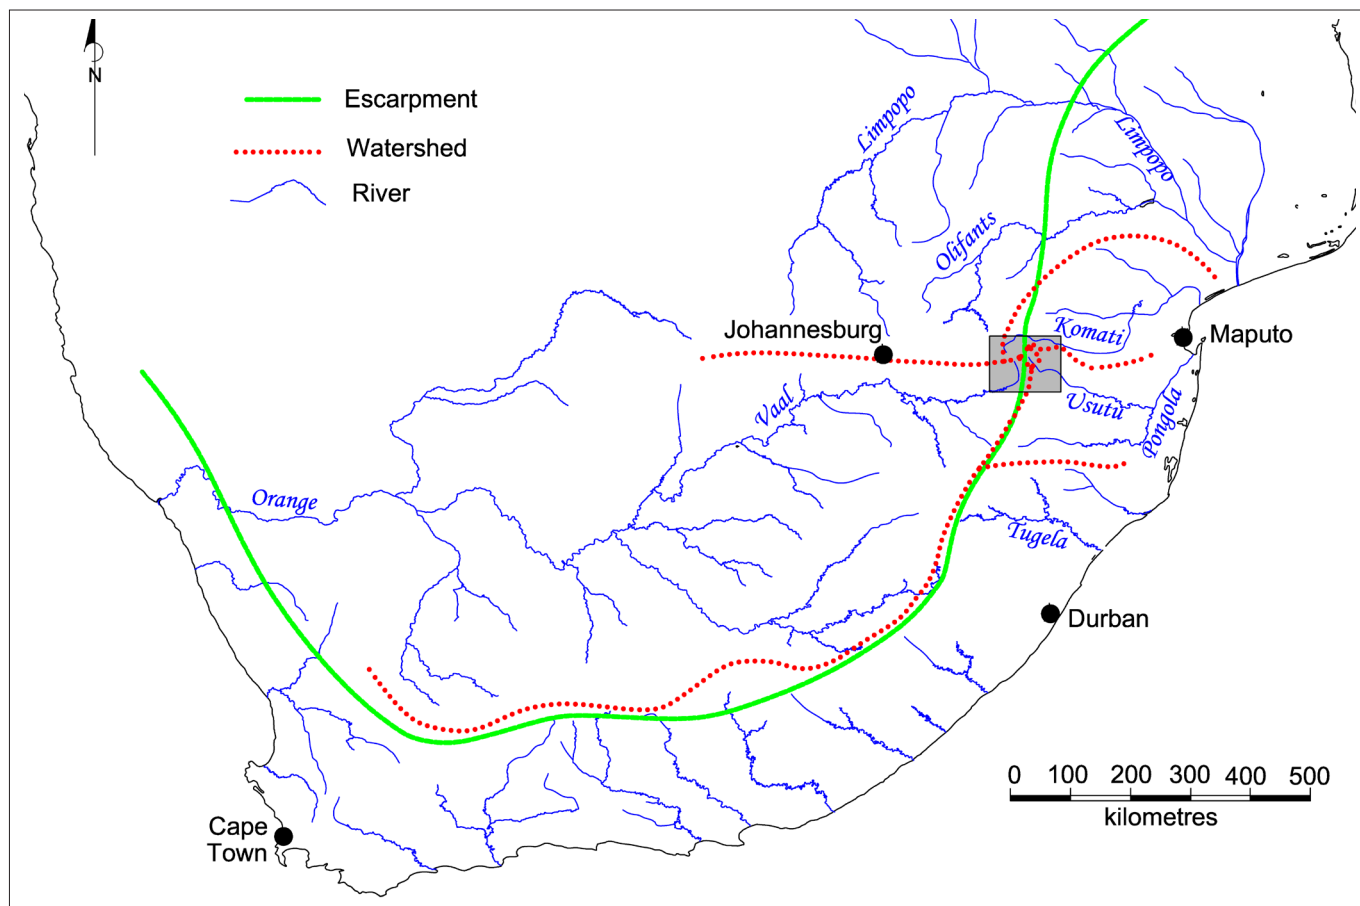 N
Escarpment
Watershed
River
Limpopo
Limpopo
Olifants
Johannesburg
Komati
Maputo
Vaal
Usutu
Pongola
Orange
Tugela
Durban
0 100 200 300 400 500
kilometres
Cape
Town